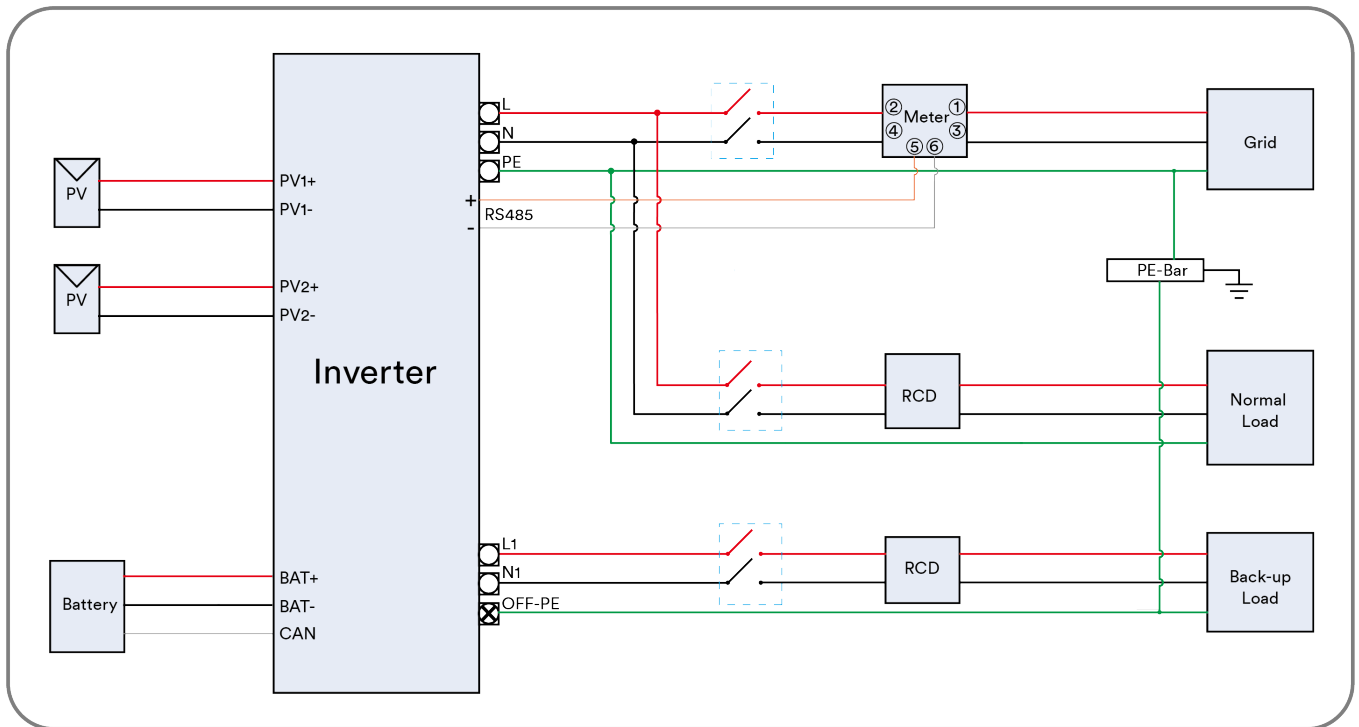 L
② Meter ①
④ ③
N
⑤ ⑥
Grid
PE
PV
PV1+
+
PV1-
RS485
-
PE-Bar
PV
PV2+
PV2-
Inverter
RCD
Normal
Load
L1
RCD
N1
Back-up
Load
BAT+
Battery
BAT-
OFF-PE
CAN